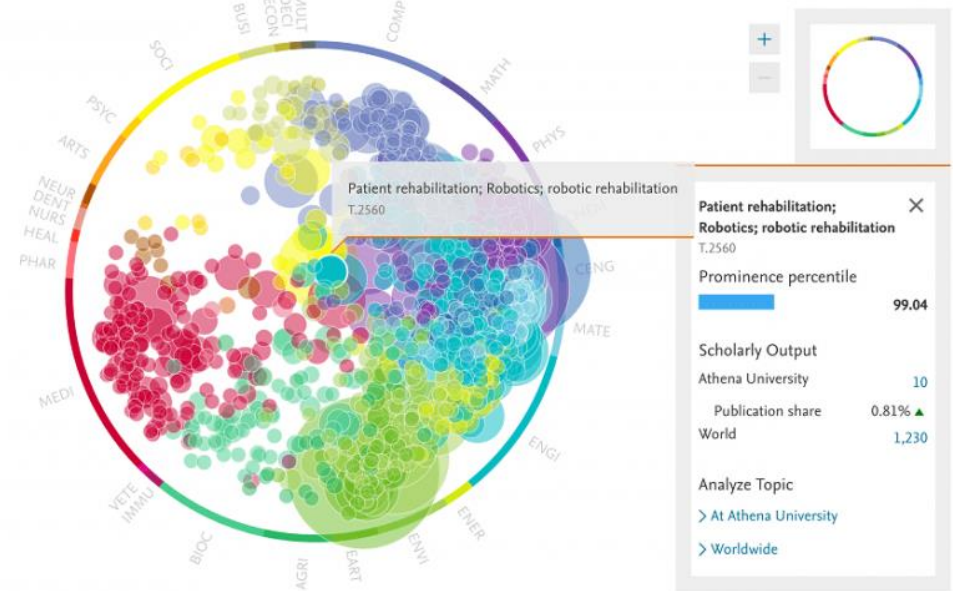 COMP
MATH
PHYS
CENG
MATE
ENGI
ENER
ENVI
EART
AGRI
BIOC
IMMU
VETE
MEDI
PHAR
HEAL
NURS
DENT
NEUR
ARTS
PSYC
SOCI
BUSI
ECON
DECI
MULT
Patient rehabilitation; Robotics; robotic rehabilitation
T.2560
+
−
Patient rehabilitation;
Robotics; robotic rehabilitation
T.2560
Prominence percentile
99.04
Scholarly Output
Athena University 10
Publication share 0.81% ▲
World 1,230
Analyze Topic
> At Athena University
> Worldwide